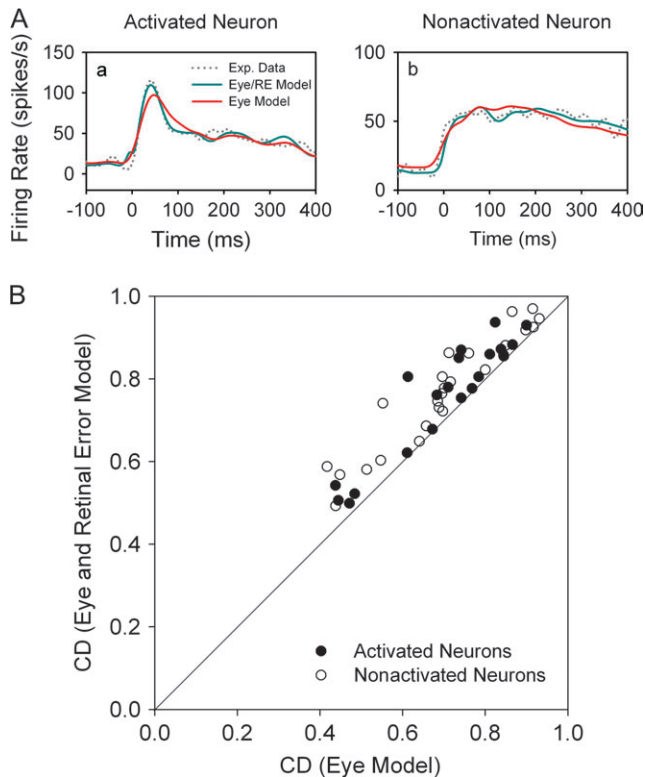 A
Activated Neuron
Nonactivated Neuron
Firing Rate (spikes/s)
150
100
50
0
a
Exp. Data
Eye/RE Model
Eye Model
-100 0 100 200 300 400
Time (ms)
100
50
0
b
-100 0 100 200 300 400
Time (ms)
B
CD (Eye and Retinal Error Model)
1.0
0.8
0.6
0.4
0.2
0.0
Activated Neurons
Nonactivated Neurons
0.0 0.2 0.4 0.6 0.8 1.0
CD (Eye Model)